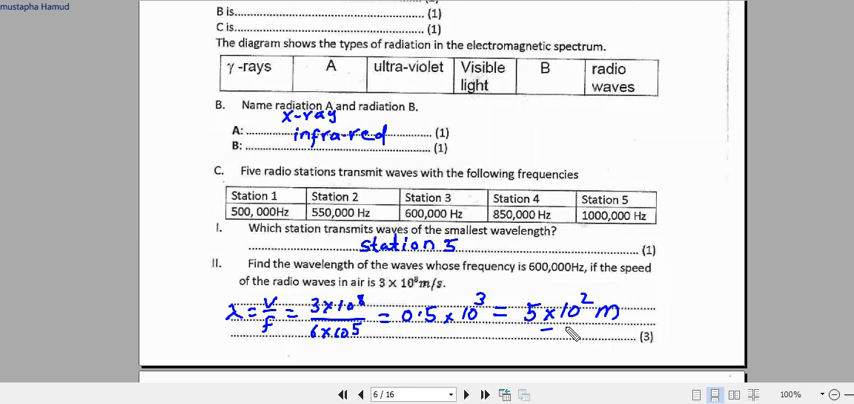 mustapha Hamud
B is.................................................. (1)
C is.................................................. (1)
The diagram shows the types of radiation in the electromagnetic spectrum.
γ -rays A ultra-violet Visible light B radio waves
B. Name radiation A and radiation B.
x-ray
A: .................................................. (1)
infra-red
B: .................................................. (1)
C. Five radio stations transmit waves with the following frequencies
Station 1 Station 2 Station 3 Station 4 Station 5
500, 000Hz 550,000 Hz 600,000 Hz 850,000 Hz 1000,000 Hz
I. Which station transmits waves of the smallest wavelength?
station 5 (1)
II. Find the wavelength of the waves whose frequency is 600,000Hz, if the speed
of the radio waves in air is 3 × 10⁸m/s.
λ = v/f = 3×10⁸/6×10⁵ = 0.5 × 10³ = 5 × 10² m
(3)
6 / 16
100%